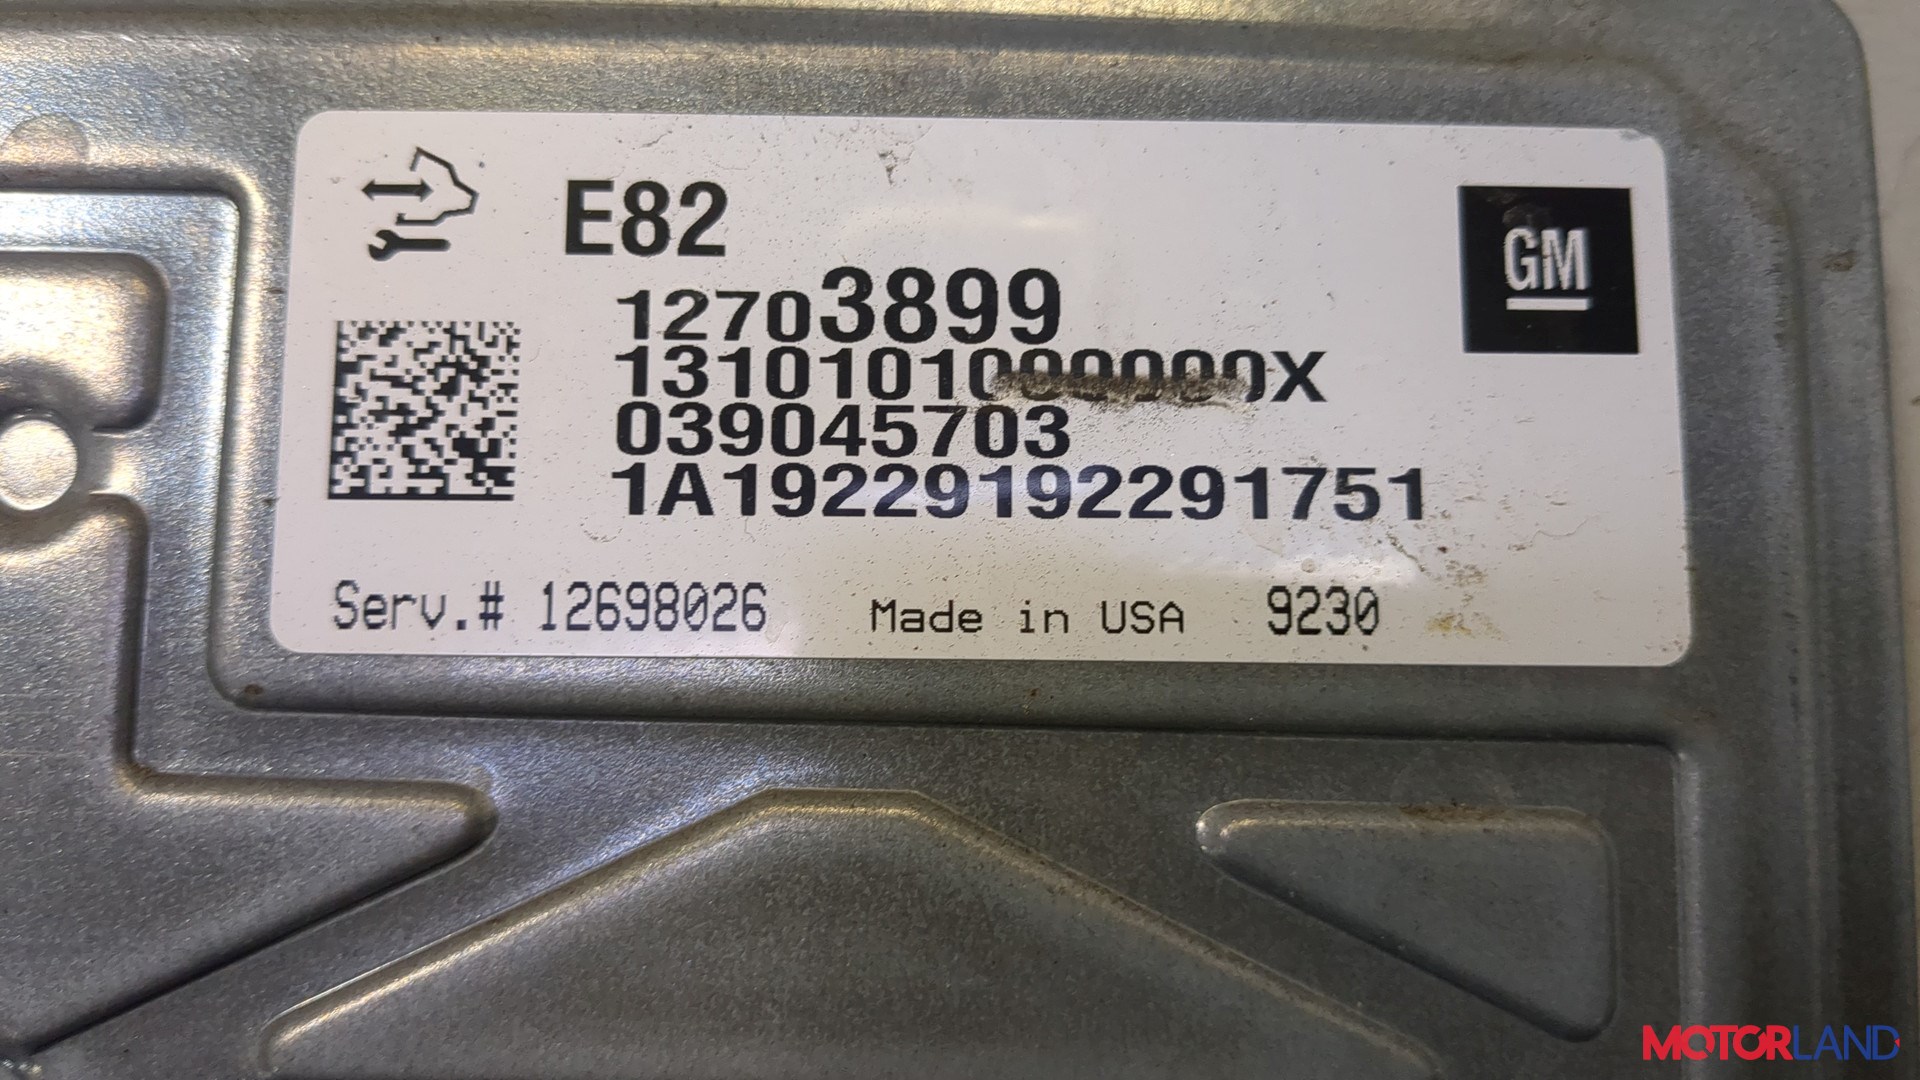 E82
GM
12703899
1310101000000X
039045703
1A19229192291751
Serv.# 12698026 Made in USA 9230
MOTORLAND